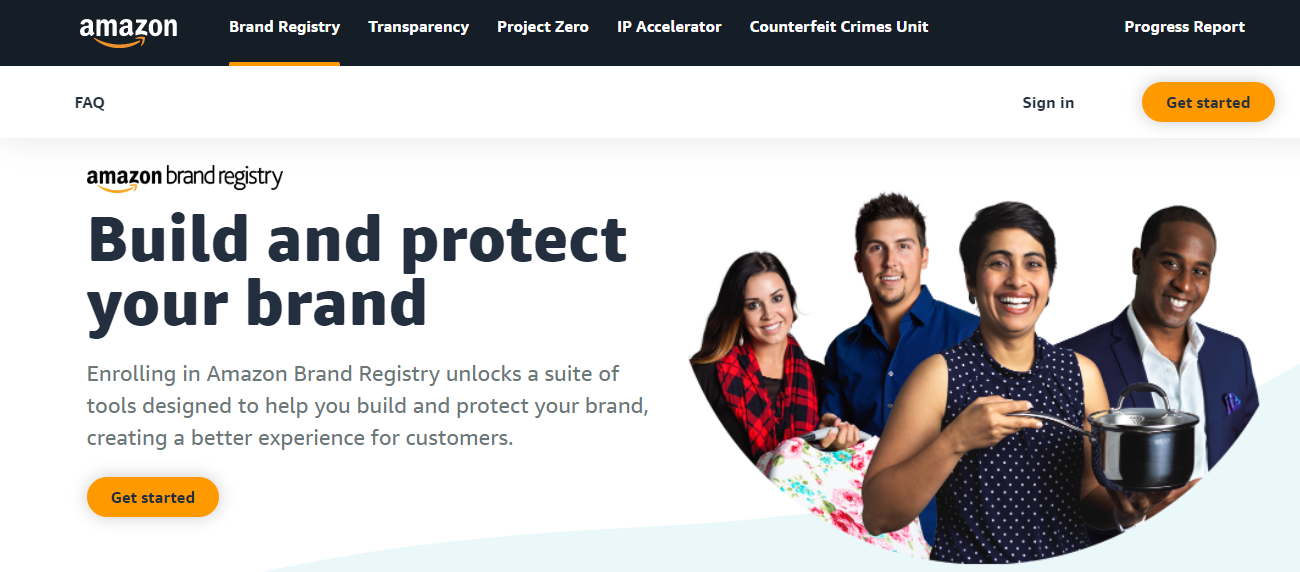 amazon Brand Registry Transparency Project Zero IP Accelerator Counterfeit Crimes Unit Progress Report
FAQ Sign in Get started
amazon brand registry
Build and protect
your brand
Enrolling in Amazon Brand Registry unlocks a suite of
tools designed to help you build and protect your brand,
creating a better experience for customers.
Get started